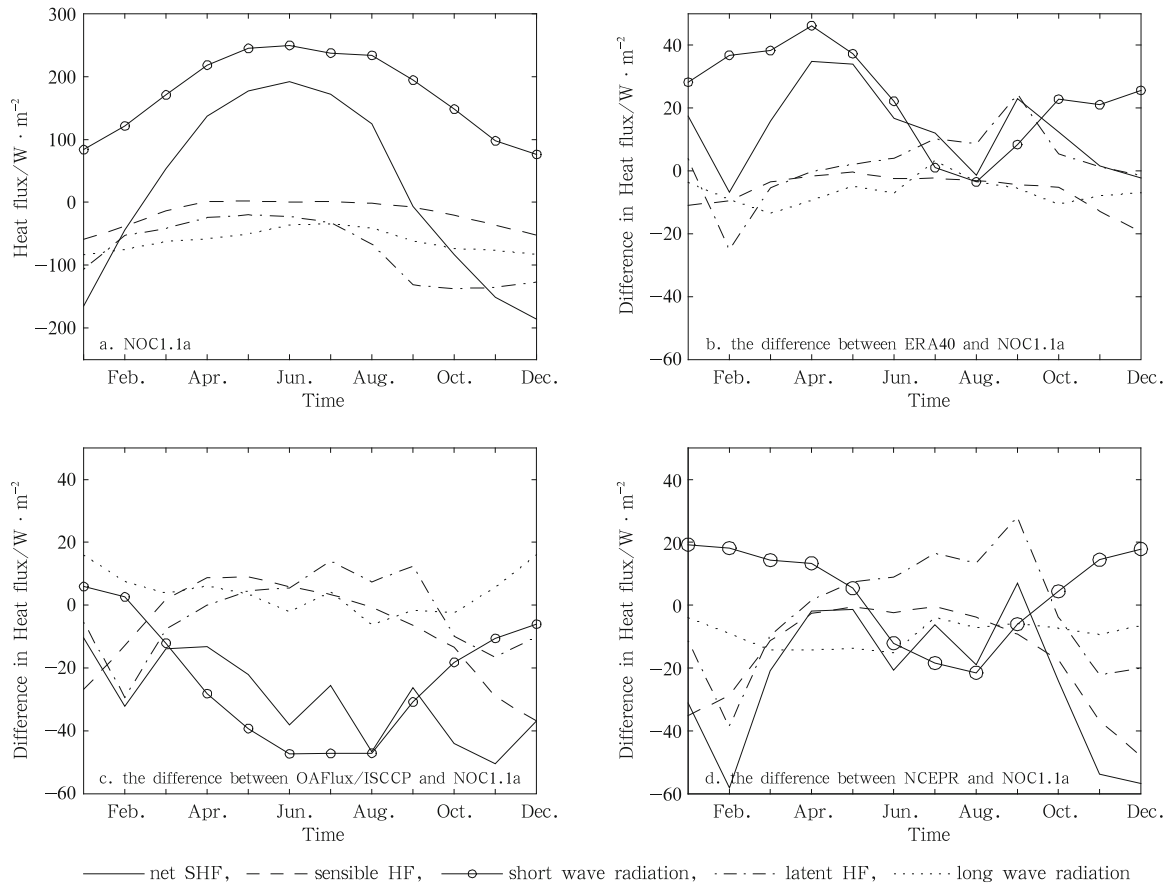 300
250
200
150
100
50
0
−50
−100
−150
−200
Heat flux/W · m⁻²
a. NOC1.1a
Feb. Apr. Jun. Aug. Oct. Dec.
Time
40
20
0
−20
−40
−60
Difference in Heat flux/W · m⁻²
b. the difference between ERA40 and NOC1.1a
Feb. Apr. Jun. Aug. Oct. Dec.
Time
40
20
0
−20
−40
−60
Difference in Heat flux/W · m⁻²
c. the difference between OAFlux/ISCCP and NOC1.1a
Feb. Apr. Jun. Aug. Oct. Dec.
Time
40
20
0
−20
−40
−60
Difference in Heat flux/W · m⁻²
d. the difference between NCEPR and NOC1.1a
Feb. Apr. Jun. Aug. Oct. Dec.
Time
net SHF, sensible HF, short wave radiation, latent HF, long wave radiation